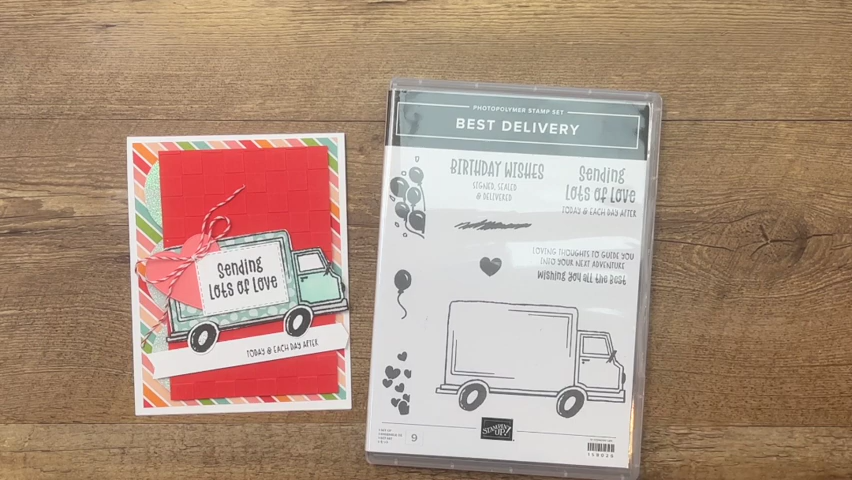 Sending
Lots of Love
TODAY & EACH DAY AFTER
PHOTOPOLYMER STAMP SET
BEST DELIVERY
BIRTHDAY WISHES
SIGNED, SEALED
& DELIVERED
Sending
Lots of Love
TODAY & EACH DAY AFTER
LOVING THOUGHTS TO GUIDE YOU
INTO YOUR NEXT ADVENTURE
Wishing you all the Best
STAMPIN' UP!
9